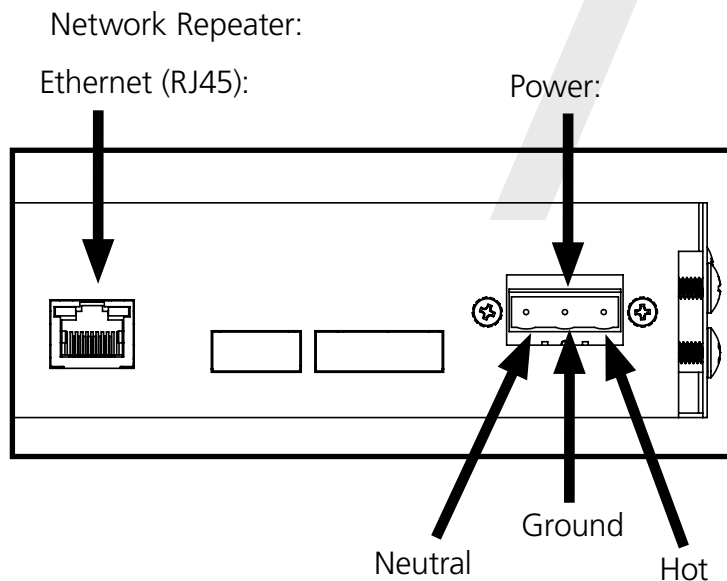 Network Repeater:
Ethernet (RJ45):
Power:
Ground
Neutral
Hot